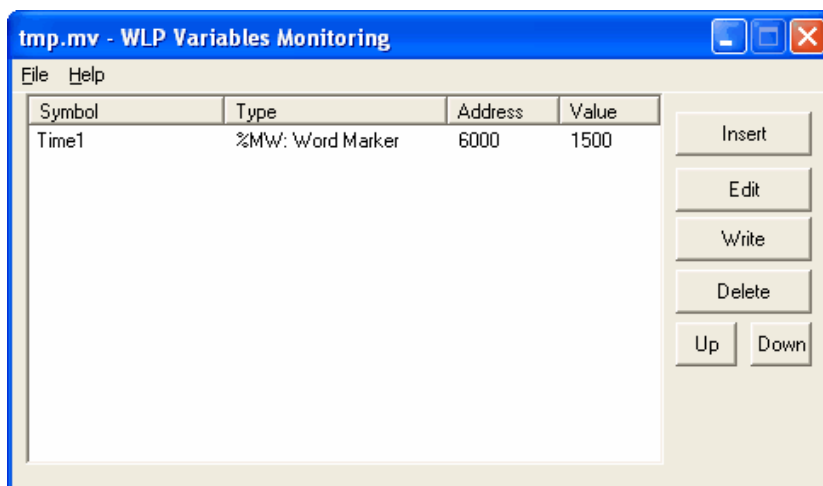 tmp.mv - WLP Variables Monitoring
File Help
Symbol Type Address Value
Time1 %MW: Word Marker 6000 1500
Insert
Edit
Write
Delete
Up Down